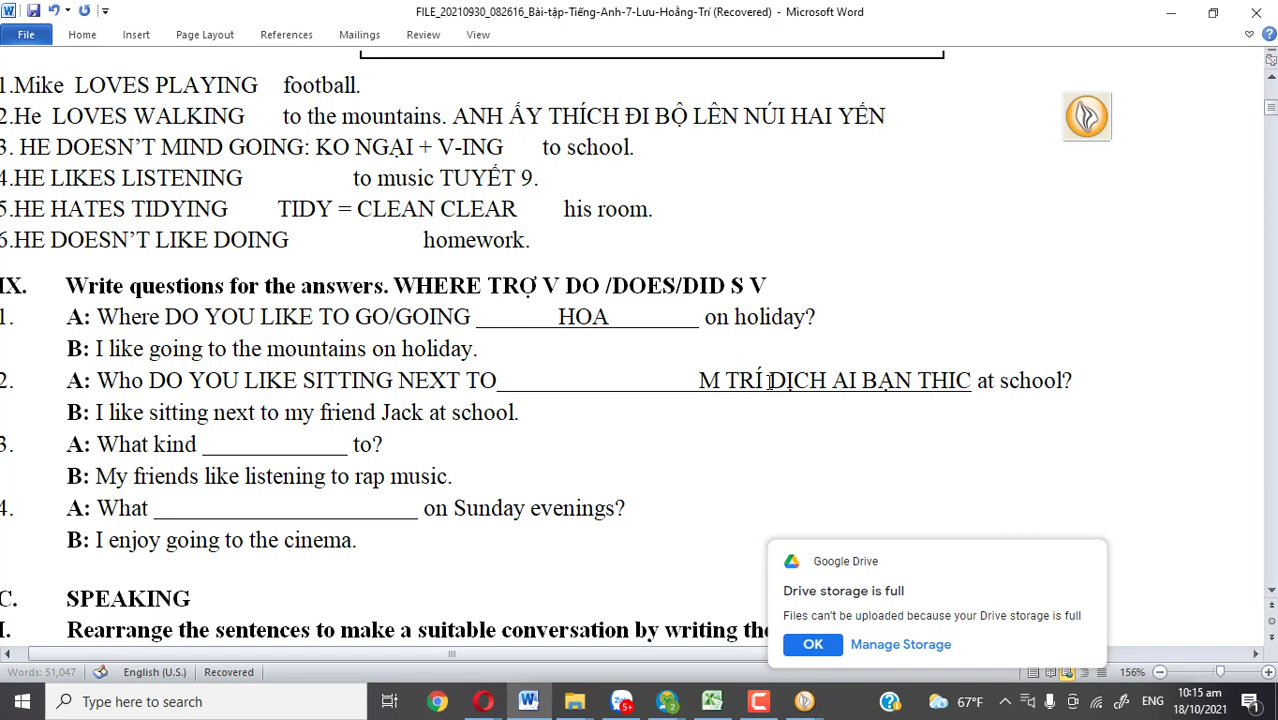 FILE_20210930_082616_Bài-tập-Tiếng-Anh-7-Lưu-Hoằng-Trí (Recovered) - Microsoft Word
File Home Insert Page Layout References Mailings Review View
1.Mike LOVES PLAYING football.
2.He LOVES WALKING to the mountains. ANH ẤY THÍCH ĐI BỘ LÊN NÚI HAI YẾN
3. HE DOESN’T MIND GOING: KO NGẠI + V-ING to school.
4.HE LIKES LISTENING to music TUYẾT 9.
5.HE HATES TIDYING TIDY = CLEAN CLEAR his room.
6.HE DOESN’T LIKE DOING homework.
IX. Write questions for the answers. WHERE TRỢ V DO /DOES/DID S V
1. A: Where DO YOU LIKE TO GO/GOING ________HOA________ on holiday?
B: I like going to the mountains on holiday.
2. A: Who DO YOU LIKE SITTING NEXT TO________________M TRÍ DỊCH AI BẠN THIC at school?
B: I like sitting next to my friend Jack at school.
3. A: What kind ____________ to?
B: My friends like listening to rap music.
4. A: What ______________________ on Sunday evenings?
B: I enjoy going to the cinema.
C. SPEAKING
I. Rearrange the sentences to make a suitable conversation by writing the
Google Drive
Drive storage is full
Files can’t be uploaded because your Drive storage is full
OK Manage Storage
Words: 51,047 English (U.S.) Recovered 156%
Type here to search 5+ 2 67°F ENG 10:15 am
18/10/2021 1